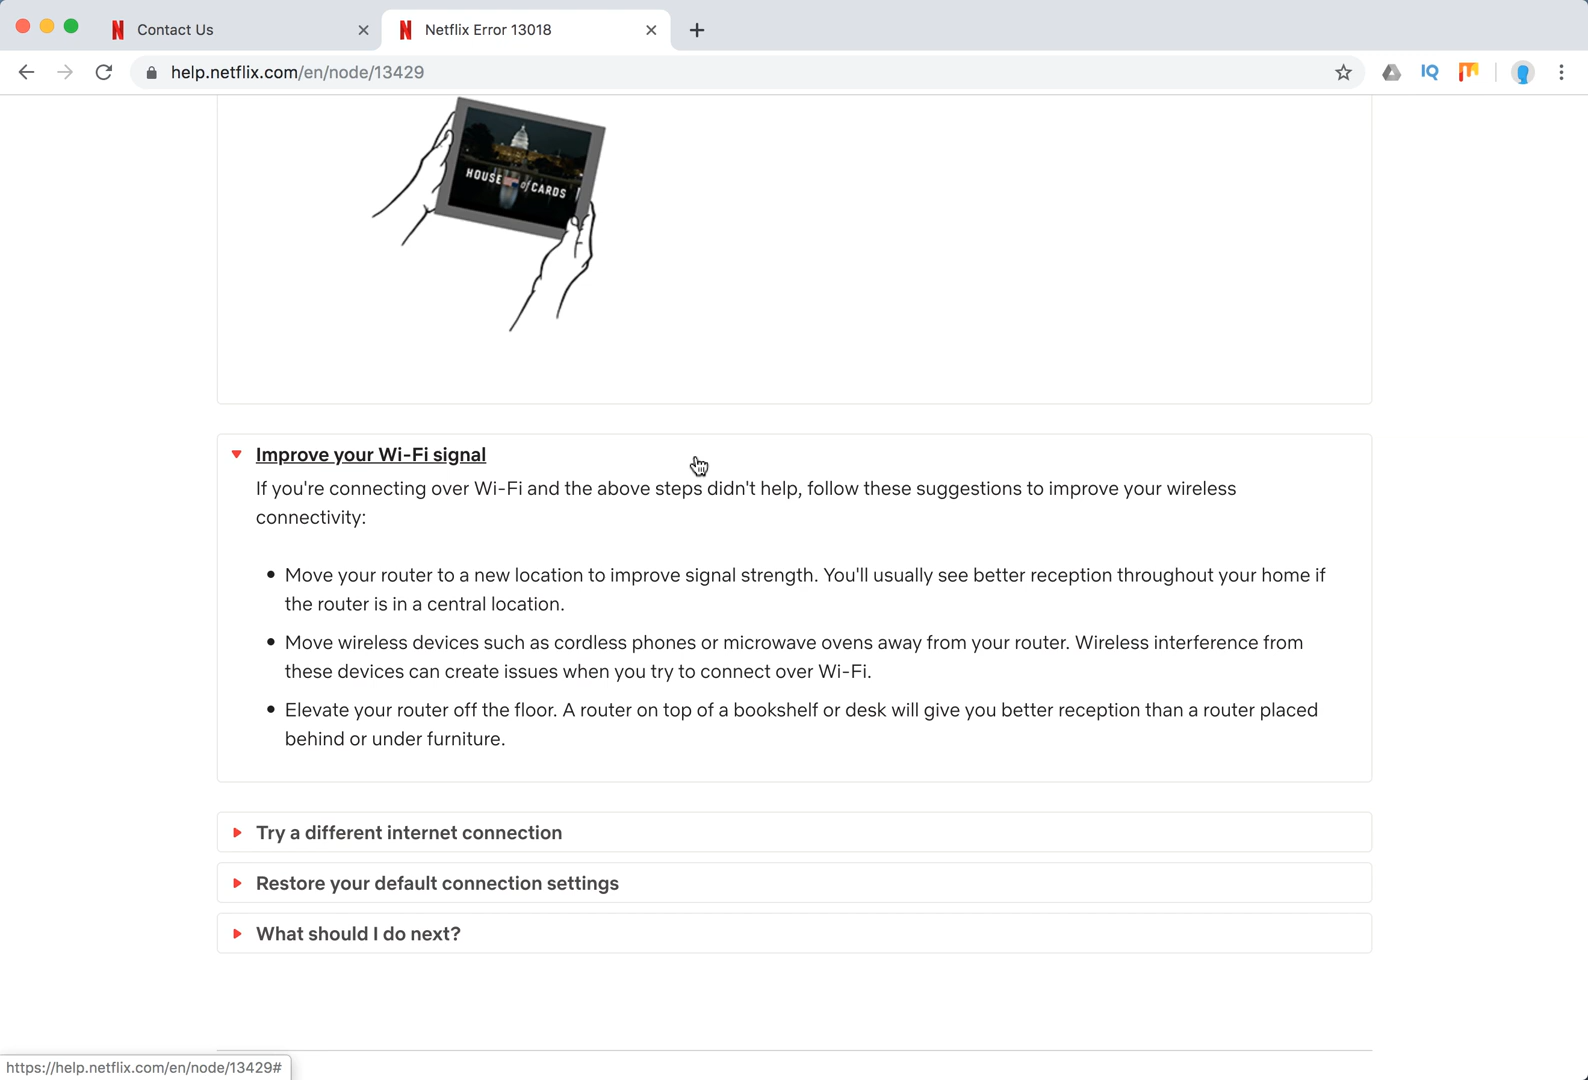 Contact Us
Netflix Error 13018
help.netflix.com/en/node/13429
IQ
HOUSE of CARDS
Improve your Wi-Fi signal
If you're connecting over Wi-Fi and the above steps didn't help, follow these suggestions to improve your wireless
connectivity:
• Move your router to a new location to improve signal strength. You'll usually see better reception throughout your home if
the router is in a central location.
• Move wireless devices such as cordless phones or microwave ovens away from your router. Wireless interference from
these devices can create issues when you try to connect over Wi-Fi.
• Elevate your router off the floor. A router on top of a bookshelf or desk will give you better reception than a router placed
behind or under furniture.
Try a different internet connection
Restore your default connection settings
What should I do next?
https://help.netflix.com/en/node/13429#